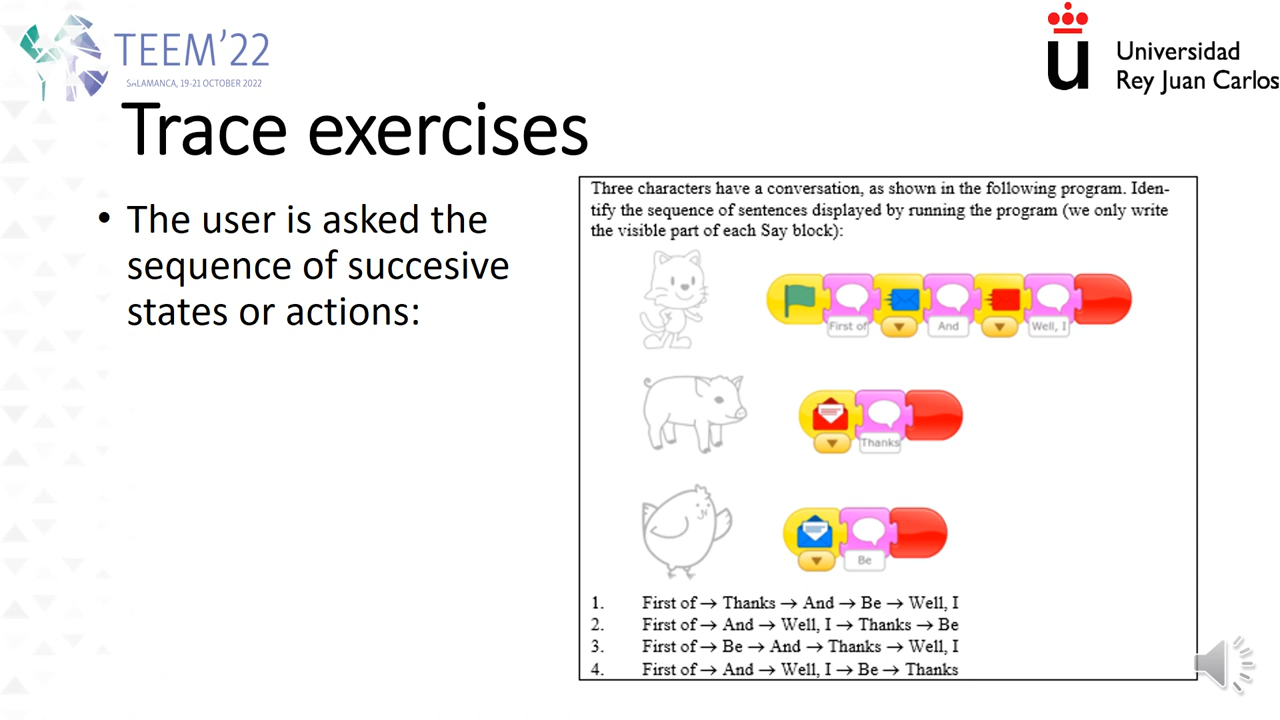 TEEM'22
SALAMANCA, 19-21 OCTOBER 2022
Universidad
Rey Juan Carlos
Trace exercises
• The user is asked the
sequence of succesive
states or actions:
Three characters have a conversation, as shown in the following program. Iden-
tify the sequence of sentences displayed by running the program (we only write
the visible part of each Say block):
First of And Well, I
Thanks
Be
1. First of → Thanks → And → Be → Well, I
2. First of → And → Well, I → Thanks → Be
3. First of → Be → And → Thanks → Well, I
4. First of → And → Well, I → Be → Thanks